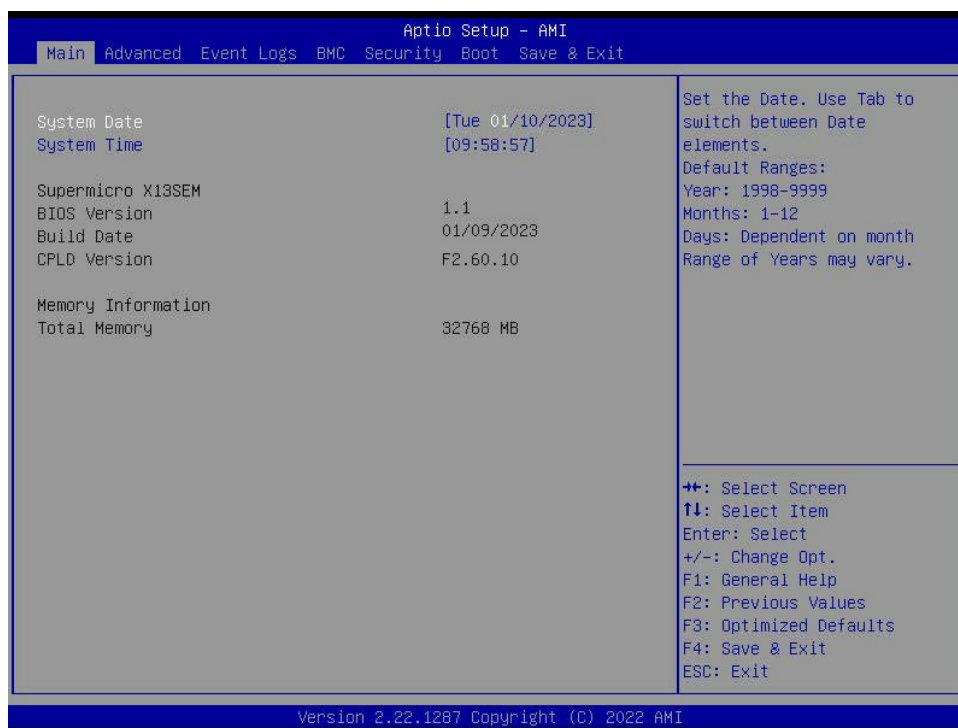 Aptio Setup – AMI
Main Advanced Event Logs BMC Security Boot Save & Exit
System Date [Tue 01/10/2023]
System Time [09:58:57]
Supermicro X13SEM
BIOS Version 1.1
Build Date 01/09/2023
CPLD Version F2.60.10
Memory Information
Total Memory 32768 MB
Set the Date. Use Tab to
switch between Date
elements.
Default Ranges:
Year: 1998-9999
Months: 1-12
Days: Dependent on month
Range of Years may vary.
→←: Select Screen
↑↓: Select Item
Enter: Select
+/-: Change Opt.
F1: General Help
F2: Previous Values
F3: Optimized Defaults
F4: Save & Exit
ESC: Exit
Version 2.22.1287 Copyright (C) 2022 AMI